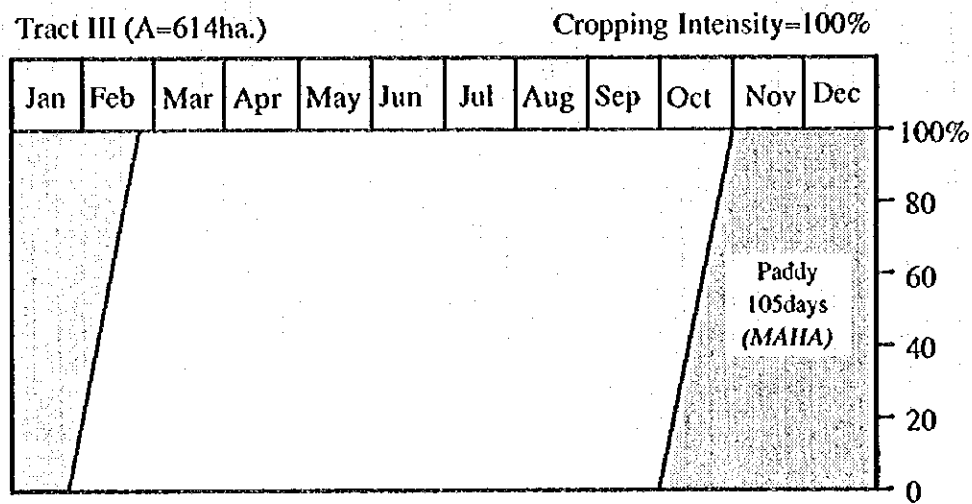 Tract III (A=614ha.) Cropping Intensity=100%
Jan Feb Mar Apr May Jun Jul Aug Sep Oct Nov Dec
100%
80
60
Paddy
105days
(MAHA)
40
20
0